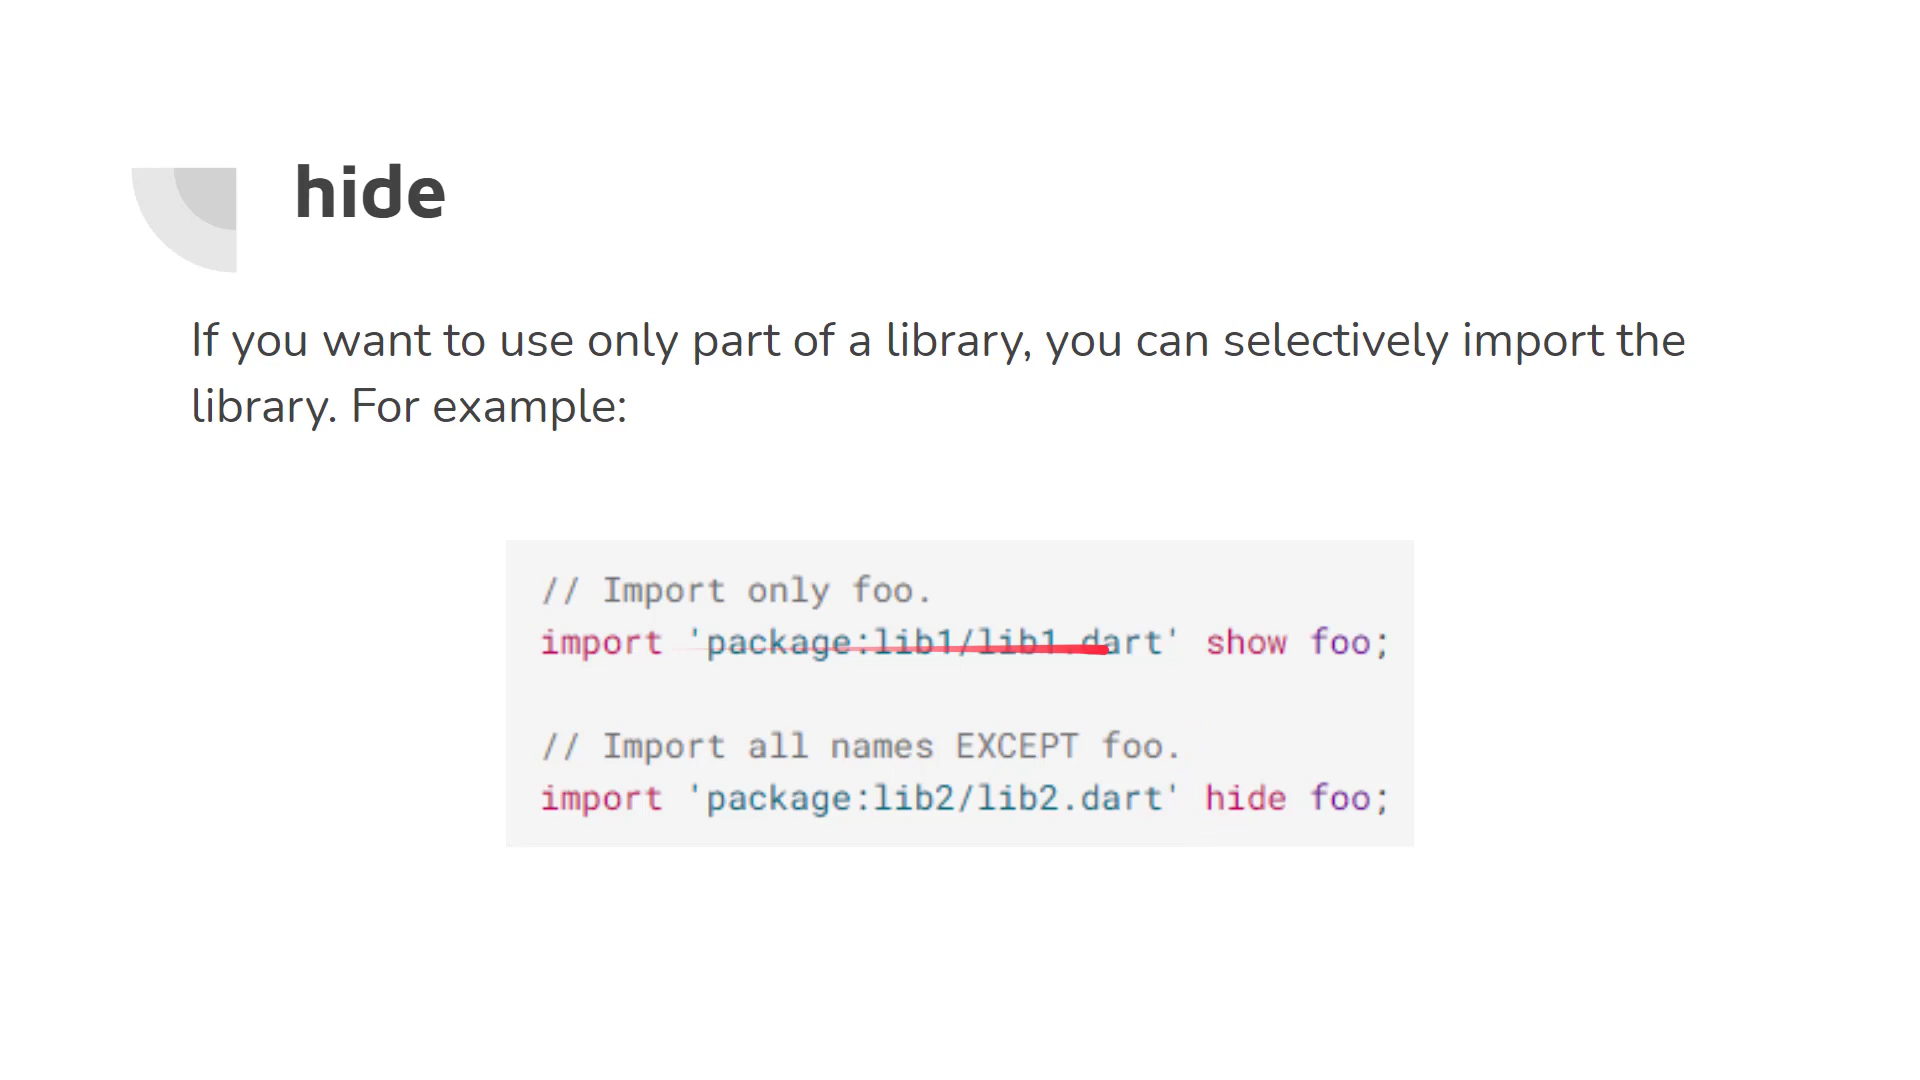 hide
If you want to use only part of a library, you can selectively import the
library. For example:
// Import only foo.
import 'package:lib1/lib1.dart' show foo;
// Import all names EXCEPT foo.
import 'package:lib2/lib2.dart' hide foo;